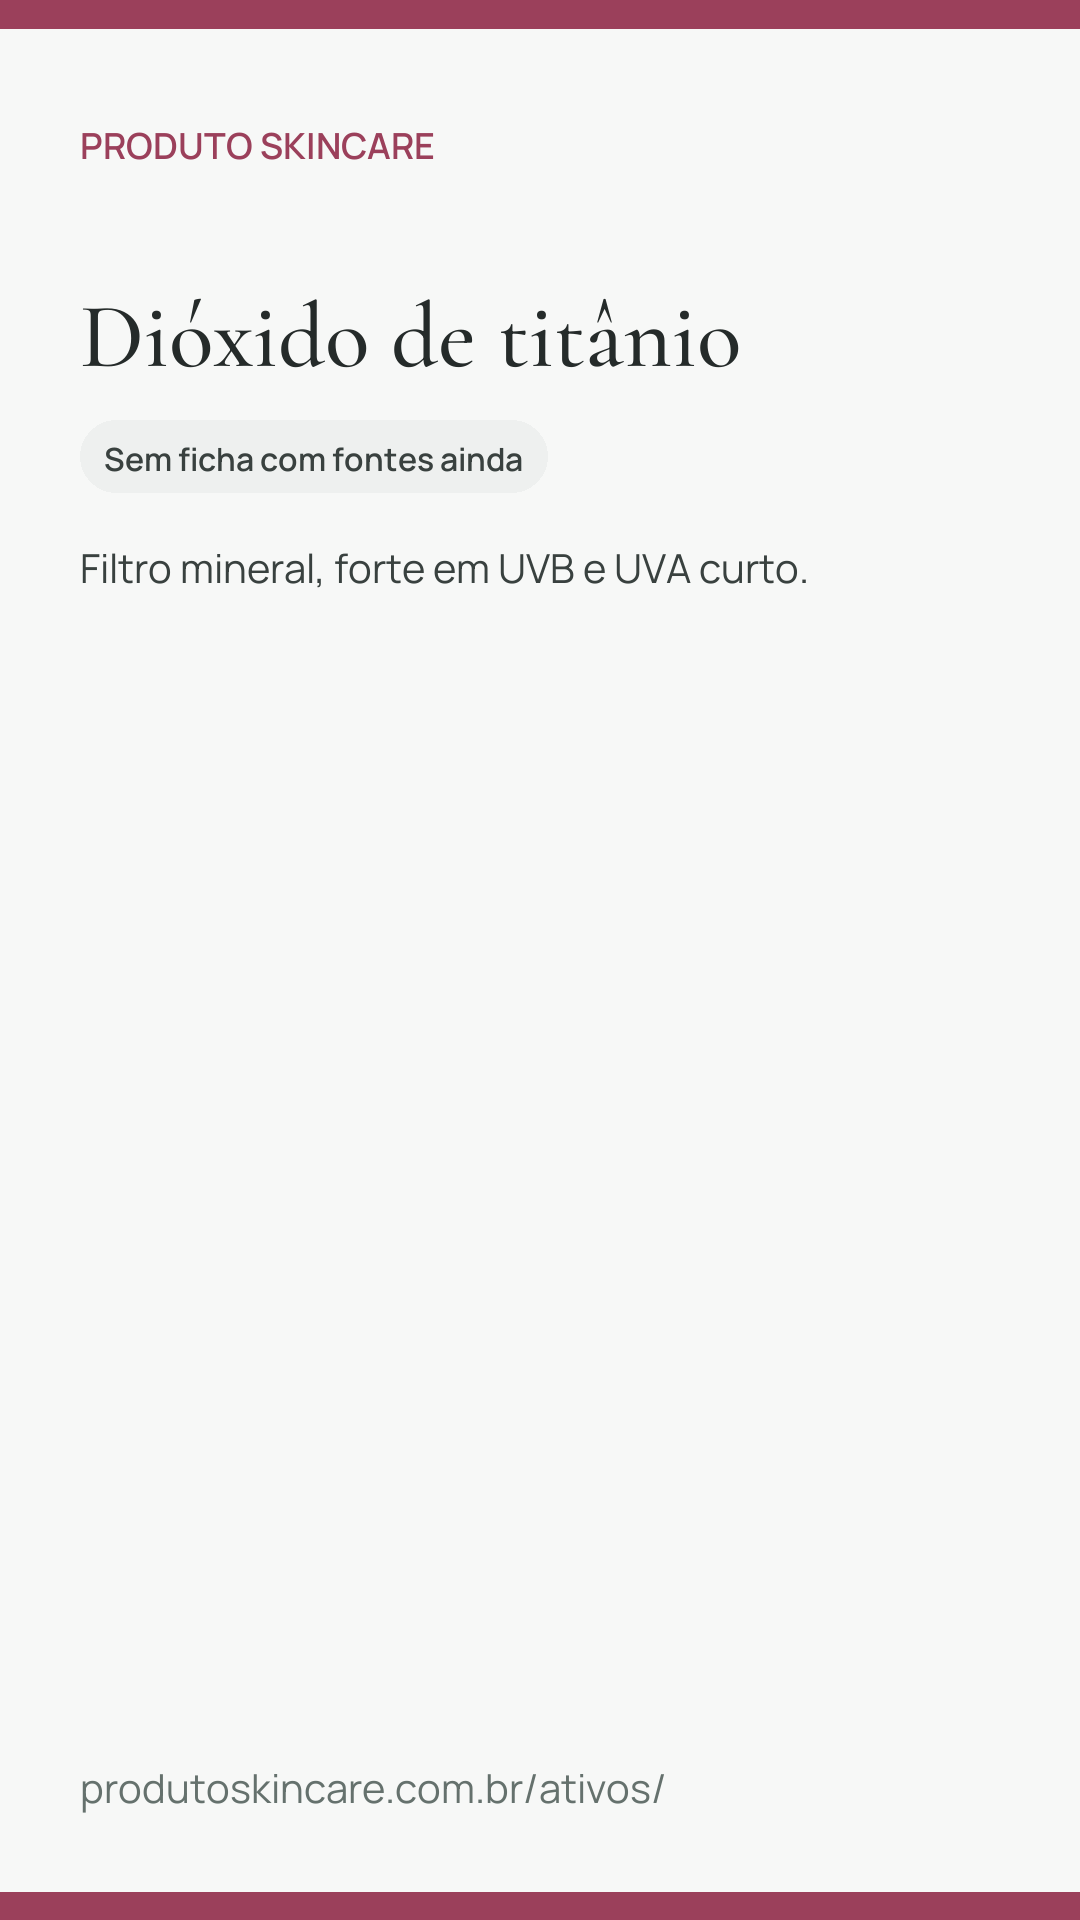 PRODUTO SKINCARE
Dióxido de titânio
Sem ficha com fontes ainda
Filtro mineral, forte em UVB e UVA curto.
produtoskincare.com.br/ativos/